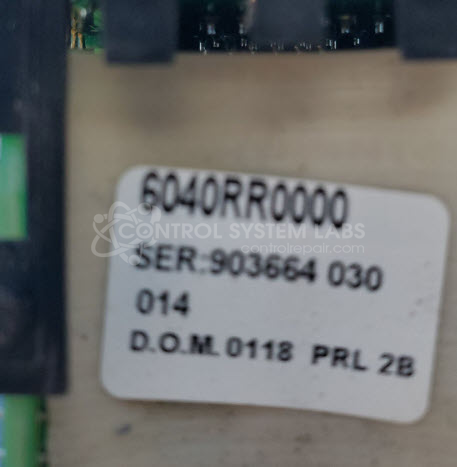 6040RR0000
CONTROL SYSTEM LABS
controlrepair.com
SER:903664 030
014
D.O.M. 0118 PRL 2B